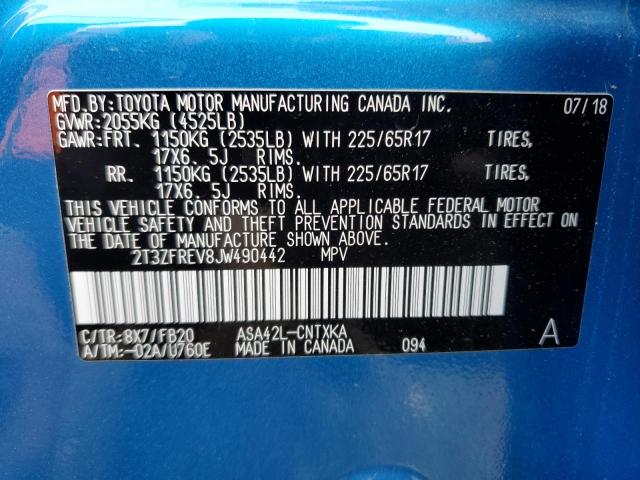 MFD.BY:TOYOTA MOTOR MANUFACTURING CANADA INC. 07/18
GVWR:2055KG (4525LB)
GAWR:FRT. 1150KG (2535LB) WITH 225/65R17 TIRES,
17X6.5J RIMS.
RR. 1150KG (2535LB) WITH 225/65R17 TIRES,
17X6.5J RIMS.
THIS VEHICLE CONFORMS TO ALL APPLICABLE FEDERAL MOTOR
VEHICLE SAFETY AND THEFT PREVENTION STANDARDS IN EFFECT ON
THE DATE OF MANUFACTURE SHOWN ABOVE.
2T3ZFREV8JW490442 MPV
C/TR:8X7/FB20 ASA42L-CNTXKA A
A/TM:-02A/U760E MADE IN CANADA 094